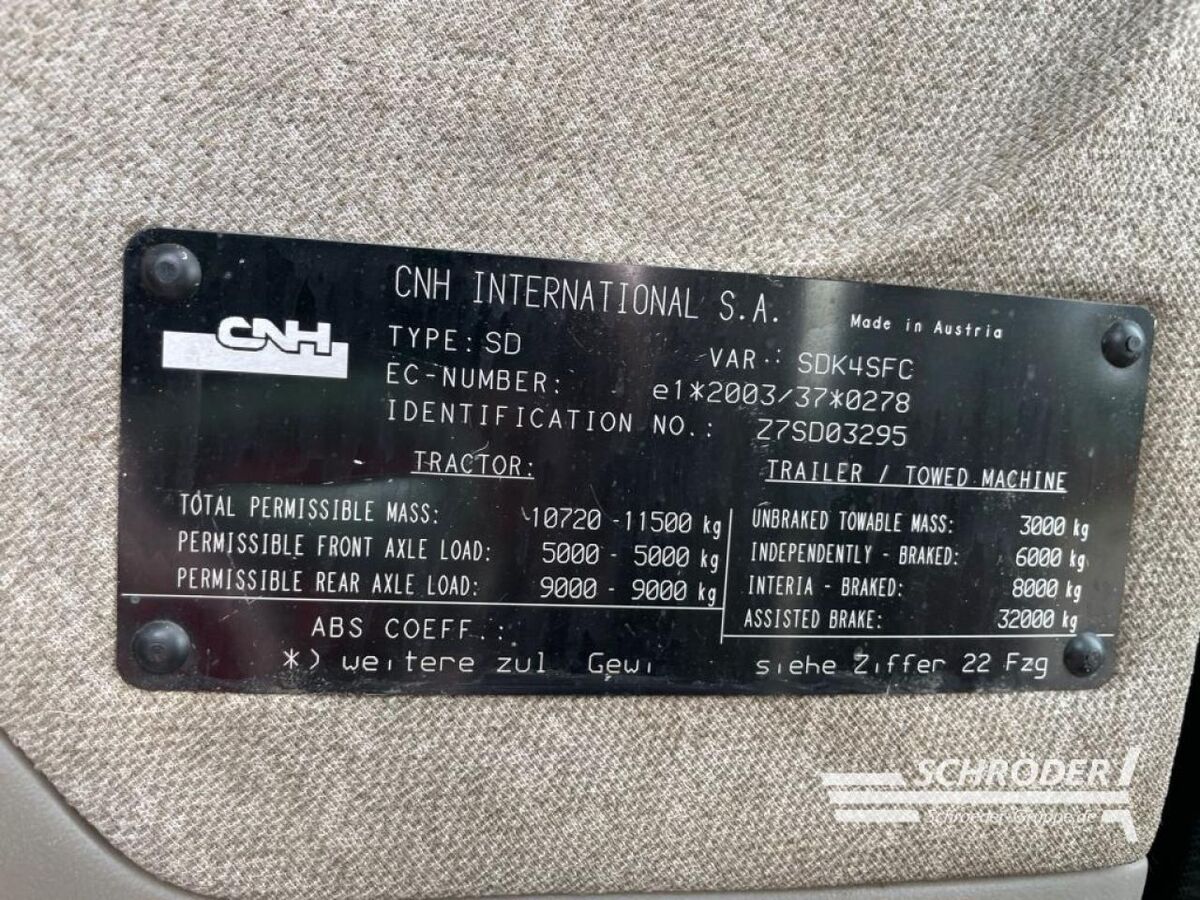 CNH INTERNATIONAL S.A.
Made in Austria
CNH
TYPE: SD
VAR.: SDK4SFC
EC-NUMBER: e1*2003/37*0278
IDENTIFICATION NO.: Z7SD03295
TRACTOR:
TOTAL PERMISSIBLE MASS: 10720 -11500 kg
PERMISSIBLE FRONT AXLE LOAD: 5000 - 5000 kg
PERMISSIBLE REAR AXLE LOAD: 9000 - 9000 kg
TRAILER / TOWED MACHINE
UNBRAKED TOWABLE MASS: 3000 kg
INDEPENDENTLY - BRAKED: 6000 kg
INTERIA - BRAKED: 8000 kg
ASSISTED BRAKE: 32000 kg
ABS COEFF.:
*) weitere zul Gewi siehe Ziffer 22 Fzg
SCHRÖDER
Schroeder-Gruppe.de